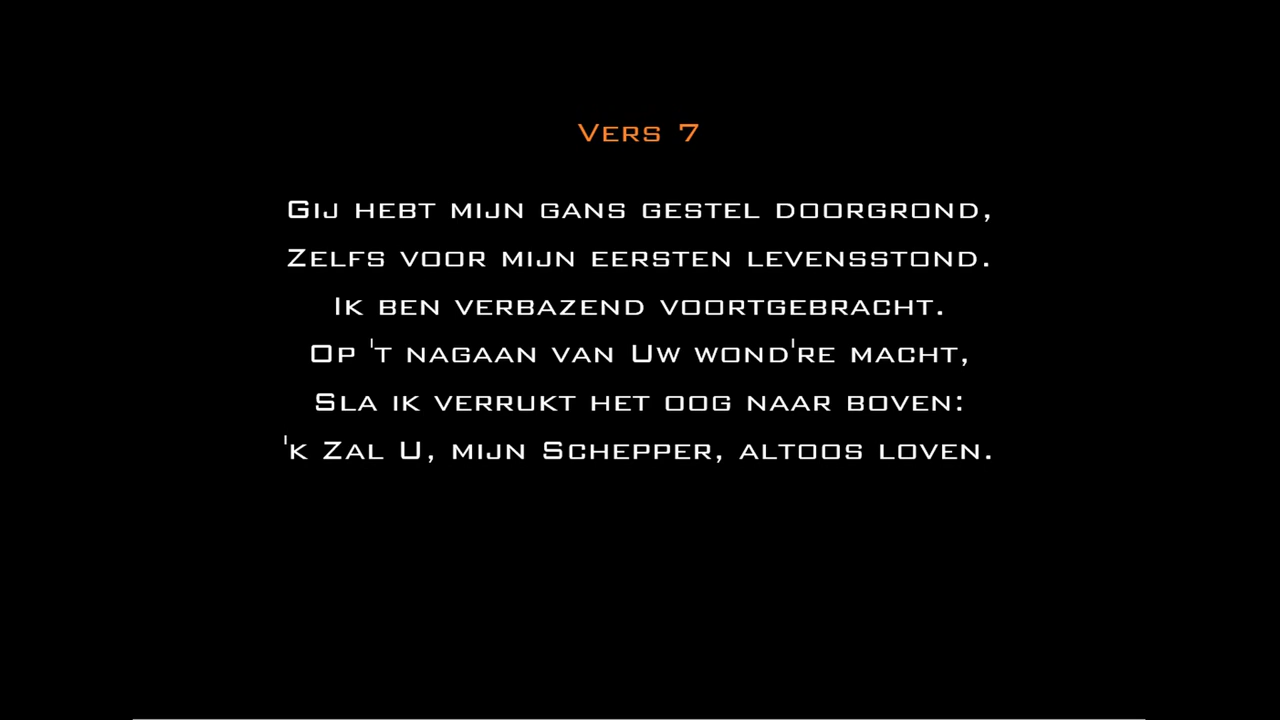 Vers 7
Gij hebt mijn gans gestel doorgrond,
Zelfs voor mijn eersten levensstond.
Ik ben verbazend voortgebracht.
Op 't nagaan van Uw wond're macht,
Sla ik verrukt het oog naar boven:
'k Zal U, mijn Schepper, altoos loven.